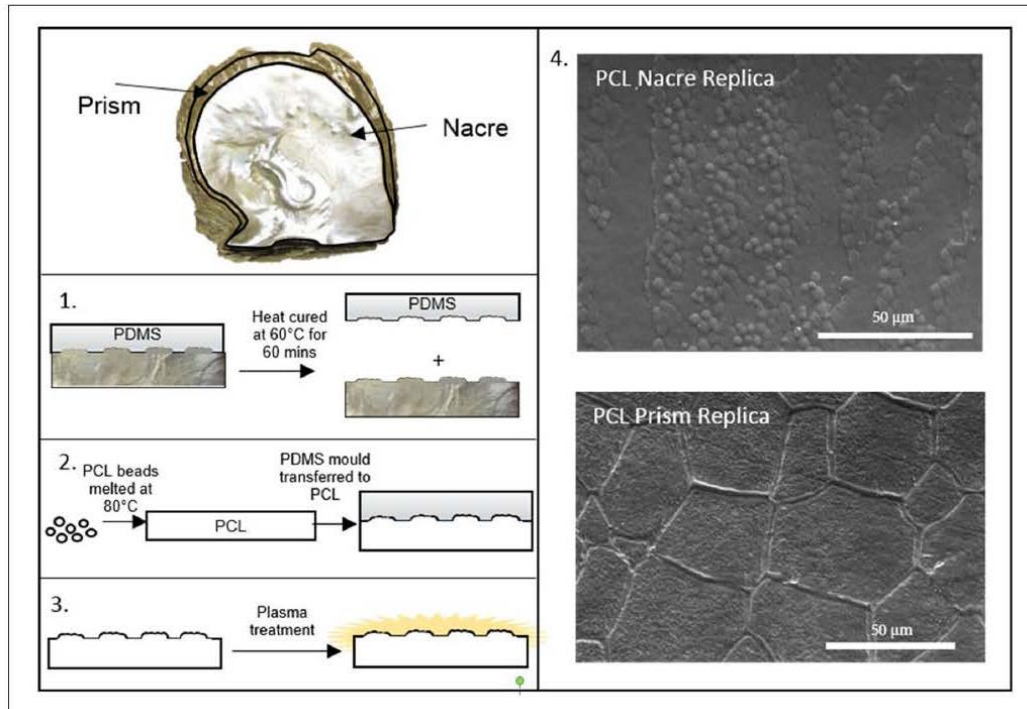 Prism
Nacre
1.
PDMS
Heat cured
at 60°C for
60 mins
PDMS
+
2.
PCL beads
melted at
80°C
PCL
PDMS mould
transferred to
PCL
3.
Plasma
treatment
4.
PCL Nacre Replica
50 µm
PCL Prism Replica
50 µm